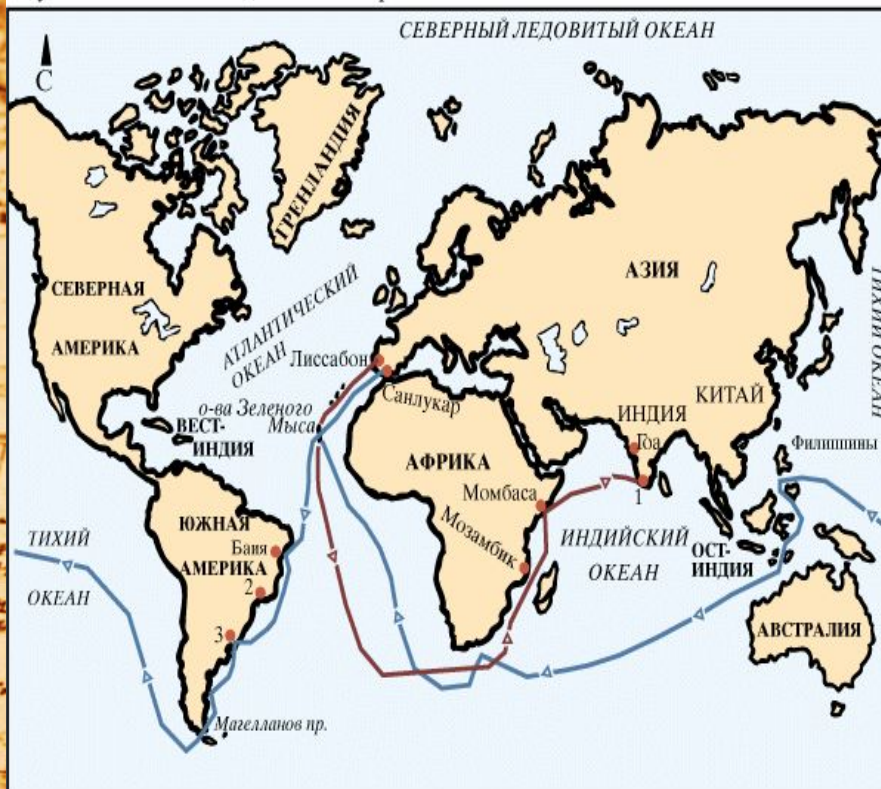 СЕВЕРНЫЙ ЛЕДОВИТЫЙ ОКЕАН
С
ГРЕНЛАНДИЯ
СЕВЕРНАЯ
АМЕРИКА
АЗИЯ
ТИХИЙ ОКЕАН
АТЛАНТИЧЕСКИЙ
ОКЕАН
Лиссабон
Санлукар
о-ва Зеленого
Мыса
ВЕСТ-
ИНДИЯ
КИТАЙ
ИНДИЯ
Гоа
Филиппины
АФРИКА
Момбаса
1
Мозамбик
ИНДИЙСКИЙ
ОКЕАН
ОСТ-
ИНДИЯ
ЮЖНАЯ
АМЕРИКА
Баия
2
3
ТИХИЙ
ОКЕАН
АВСТРАЛИЯ
Магелланов пр.